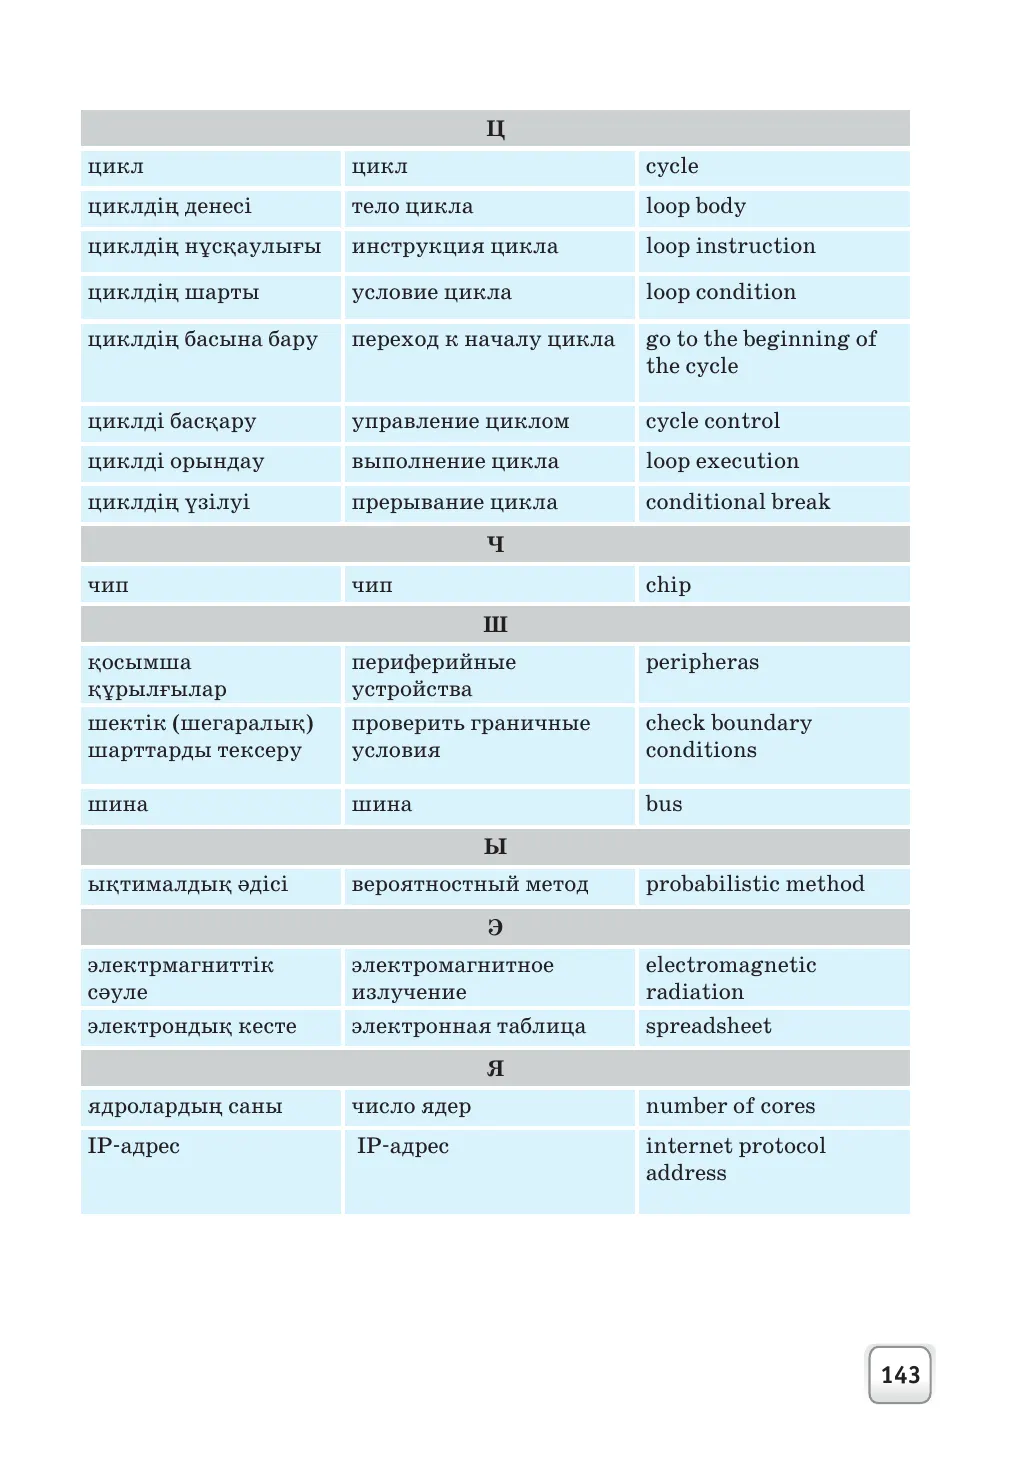 Ц
цикл цикл cycle
циклдің денесі тело цикла loop body
циклдің нұсқаулығы инструкция цикла loop instruction
циклдің шарты условие цикла loop condition
циклдің басына бару переход к началу цикла go to the beginning of
the cycle
циклді басқару управление циклом cycle control
циклді орындау выполнение цикла loop execution
циклдің үзілуі прерывание цикла conditional break
Ч
чип чип chip
Ш
қосымша периферийные peripheras
құрылғылар устройства
шектік (шегаралық) проверить граничные check boundary
шарттарды тексеру условия conditions
шина шина bus
Ы
ықтималдық әдісі вероятностный метод probabilistic method
Э
электрмагниттік электромагнитное electromagnetic
сәуле излучение radiation
электрондық кесте электронная таблица spreadsheet
Я
ядролардың саны число ядер number of cores
IP-адрес IP-адрес internet protocol
address
143